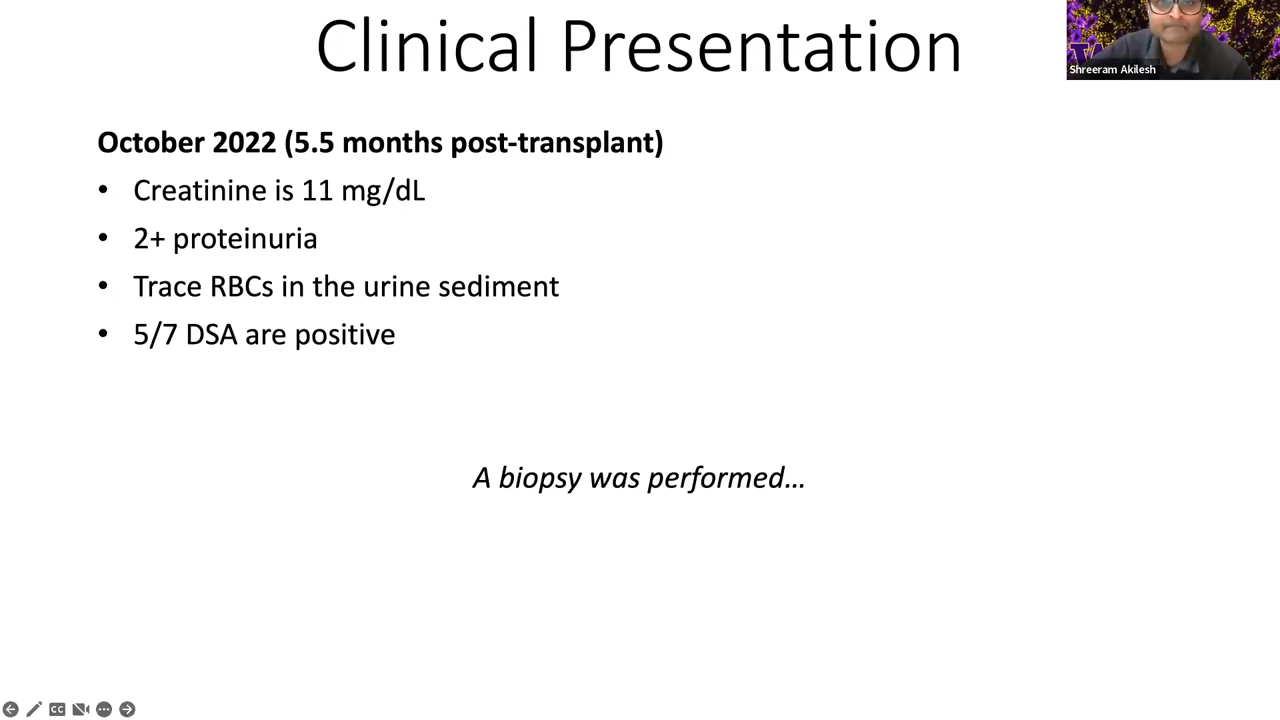 Clinical Presentation
Shreeram Akilesh
October 2022 (5.5 months post-transplant)
• Creatinine is 11 mg/dL
• 2+ proteinuria
• Trace RBCs in the urine sediment
• 5/7 DSA are positive
A biopsy was performed…
CC